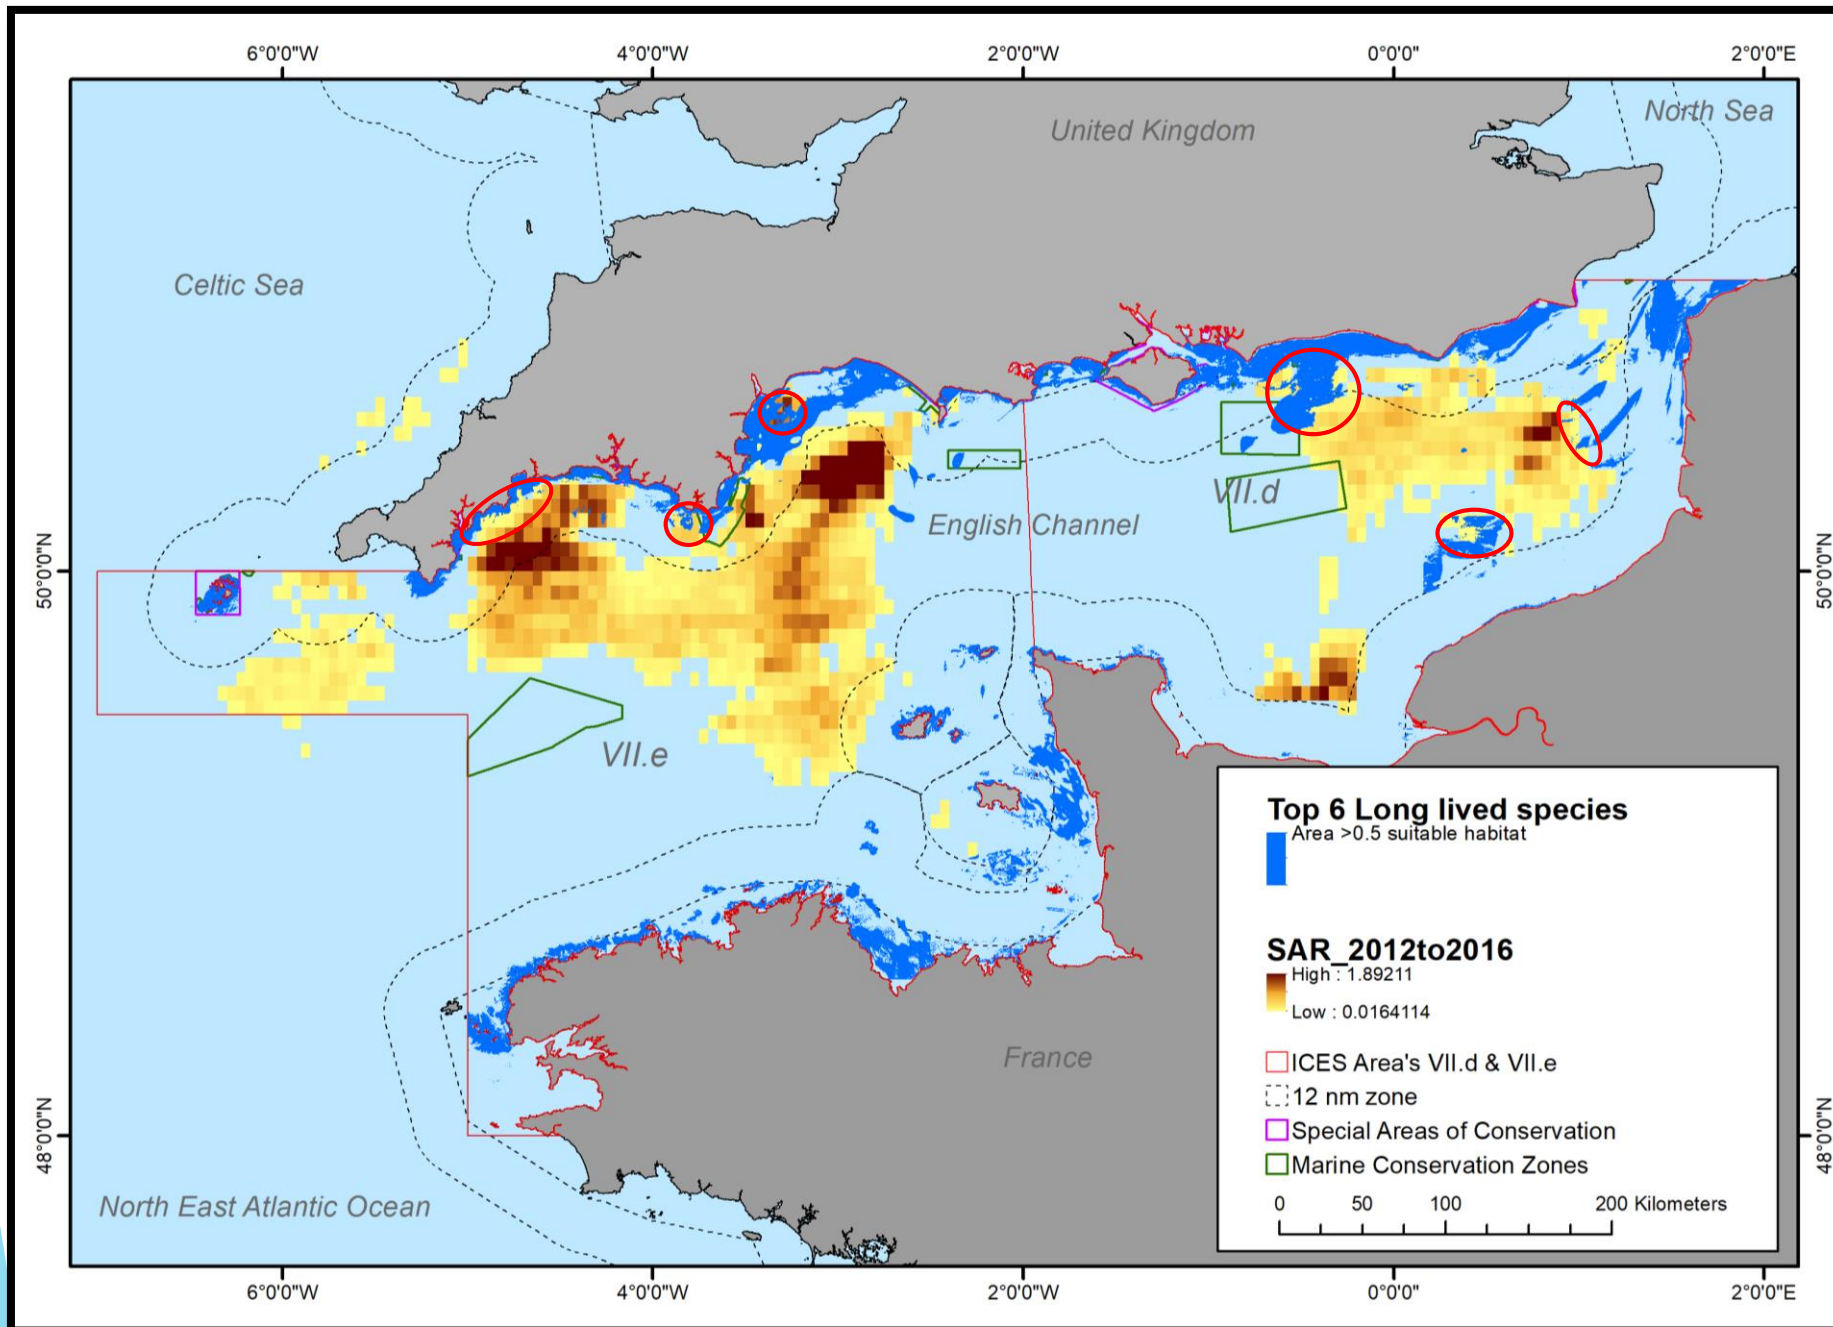 6°0'0"W 4°0'0"W 2°0'0"W 0°0'0" 2°0'0"E
North Sea
United Kingdom
Celtic Sea
VII.d
English Channel
50°0'0"N 50°0'0"N
VII.e
Top 6 Long lived species
Area >0.5 suitable habitat
SAR_2012to2016
High : 1.89211
Low : 0.0164114
France
ICES Area's VII.d & VII.e
12 nm zone
Special Areas of Conservation
48°0'0"N 48°0'0"N
Marine Conservation Zones
North East Atlantic Ocean
0 50 100 200 Kilometers
6°0'0"W 4°0'0"W 2°0'0"W 0°0'0" 2°0'0"E